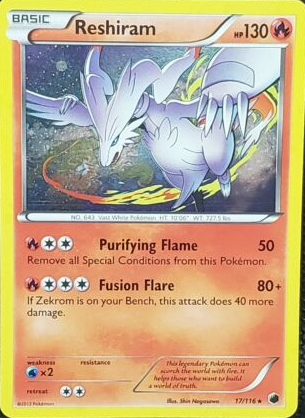 BASIC
Reshiram HP130
NO. 643 Vast White Pokémon HT: 10'06" WT: 727.5 lbs
Purifying Flame 50
Remove all Special Conditions from this Pokémon.
Fusion Flare 80+
If Zekrom is on your Bench, this attack does 40 more
damage.
weakness resistance
×2
retreat
This legendary Pokémon can
scorch the world with fire. It
helps those who want to build
a world of truth.
©2013 Pokémon Illus. Shin Nagasawa 17/116 ★